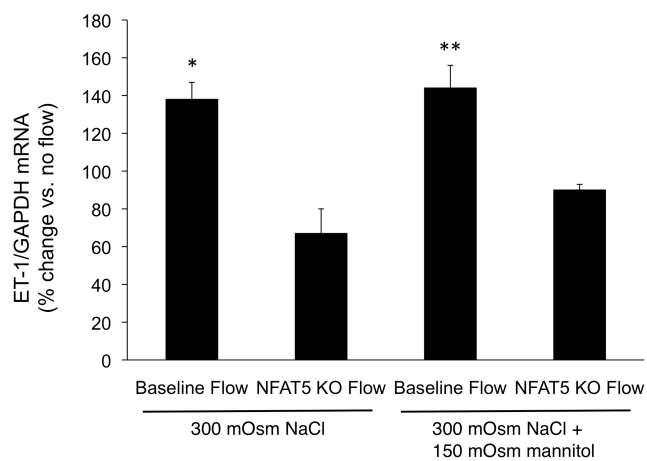 ET-1/GAPDH mRNA
(% change vs. no flow)
180
160
140
120
100
80
60
40
20
0
*
**
Baseline Flow NFAT5 KO Flow Baseline Flow NFAT5 KO Flow
300 mOsm NaCl
300 mOsm NaCl +
150 mOsm mannitol